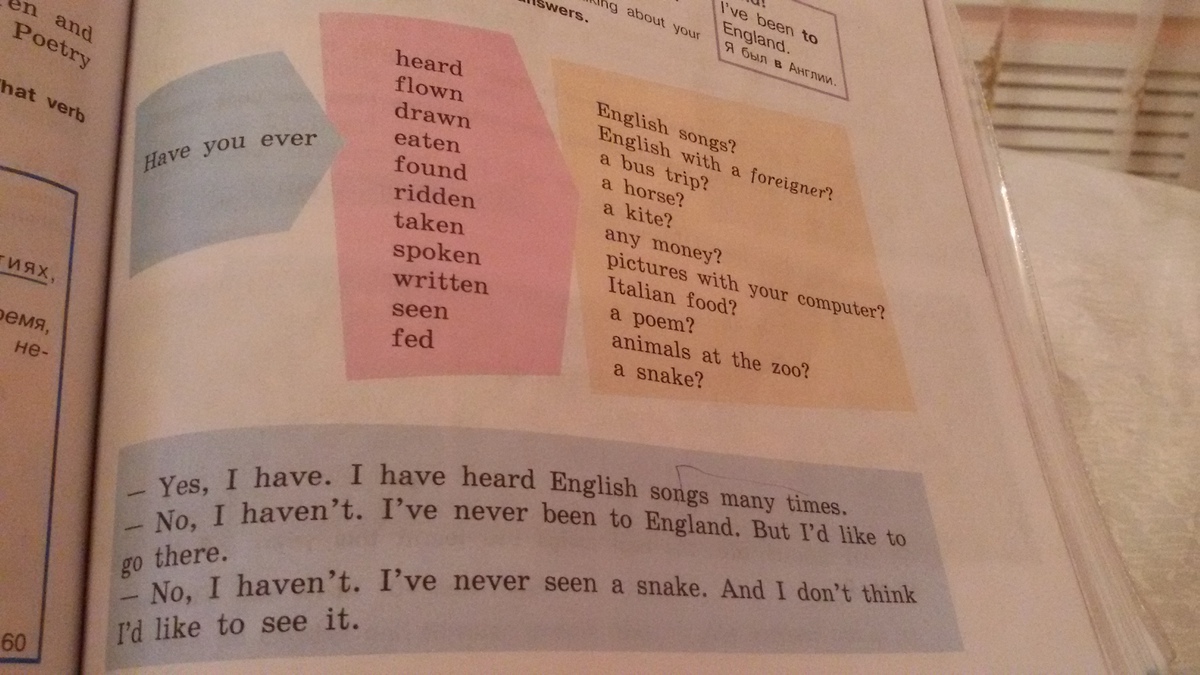 en and
Poetry
hat verb
тиях,
ремя,
не-
60
king about your
nswers.
I've been to
England.
Я был в Англии.
Have you ever
heard
flown
drawn
eaten
found
ridden
taken
spoken
written
seen
fed
English songs?
English with a foreigner?
a bus trip?
a horse?
a kite?
any money?
pictures with your computer?
Italian food?
a poem?
animals at the zoo?
a snake?
– Yes, I have. I have heard English songs many times.
– No, I haven't. I've never been to England. But I'd like to
go there.
– No, I haven't. I've never seen a snake. And I don't think
I'd like to see it.